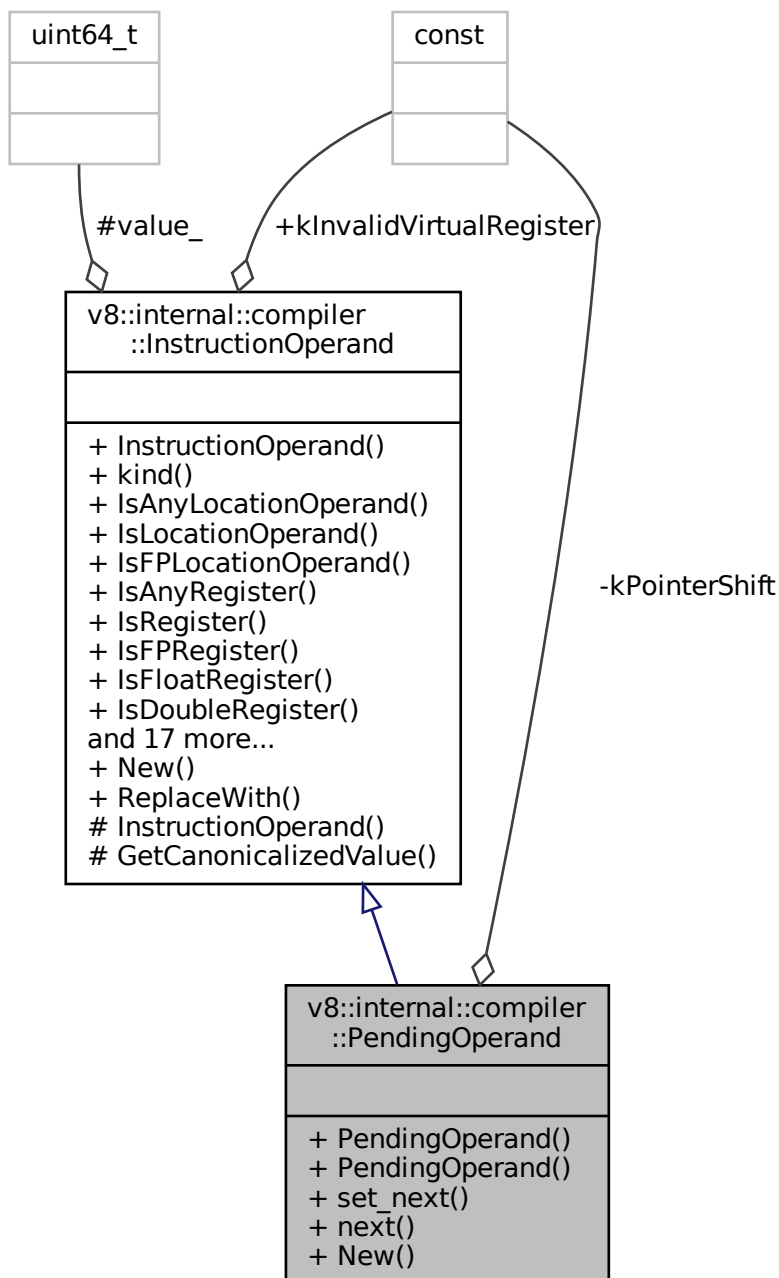 uint64_t
const
#value_
+kInvalidVirtualRegister
v8::internal::compiler
::InstructionOperand
+ InstructionOperand()
+ kind()
+ IsAnyLocationOperand()
+ IsLocationOperand()
+ IsFPLocationOperand()
+ IsAnyRegister()
+ IsRegister()
+ IsFPRegister()
+ IsFloatRegister()
+ IsDoubleRegister()
and 17 more...
+ New()
+ ReplaceWith()
# InstructionOperand()
# GetCanonicalizedValue()
-kPointerShift
v8::internal::compiler
::PendingOperand
+ PendingOperand()
+ PendingOperand()
+ set_next()
+ next()
+ New()